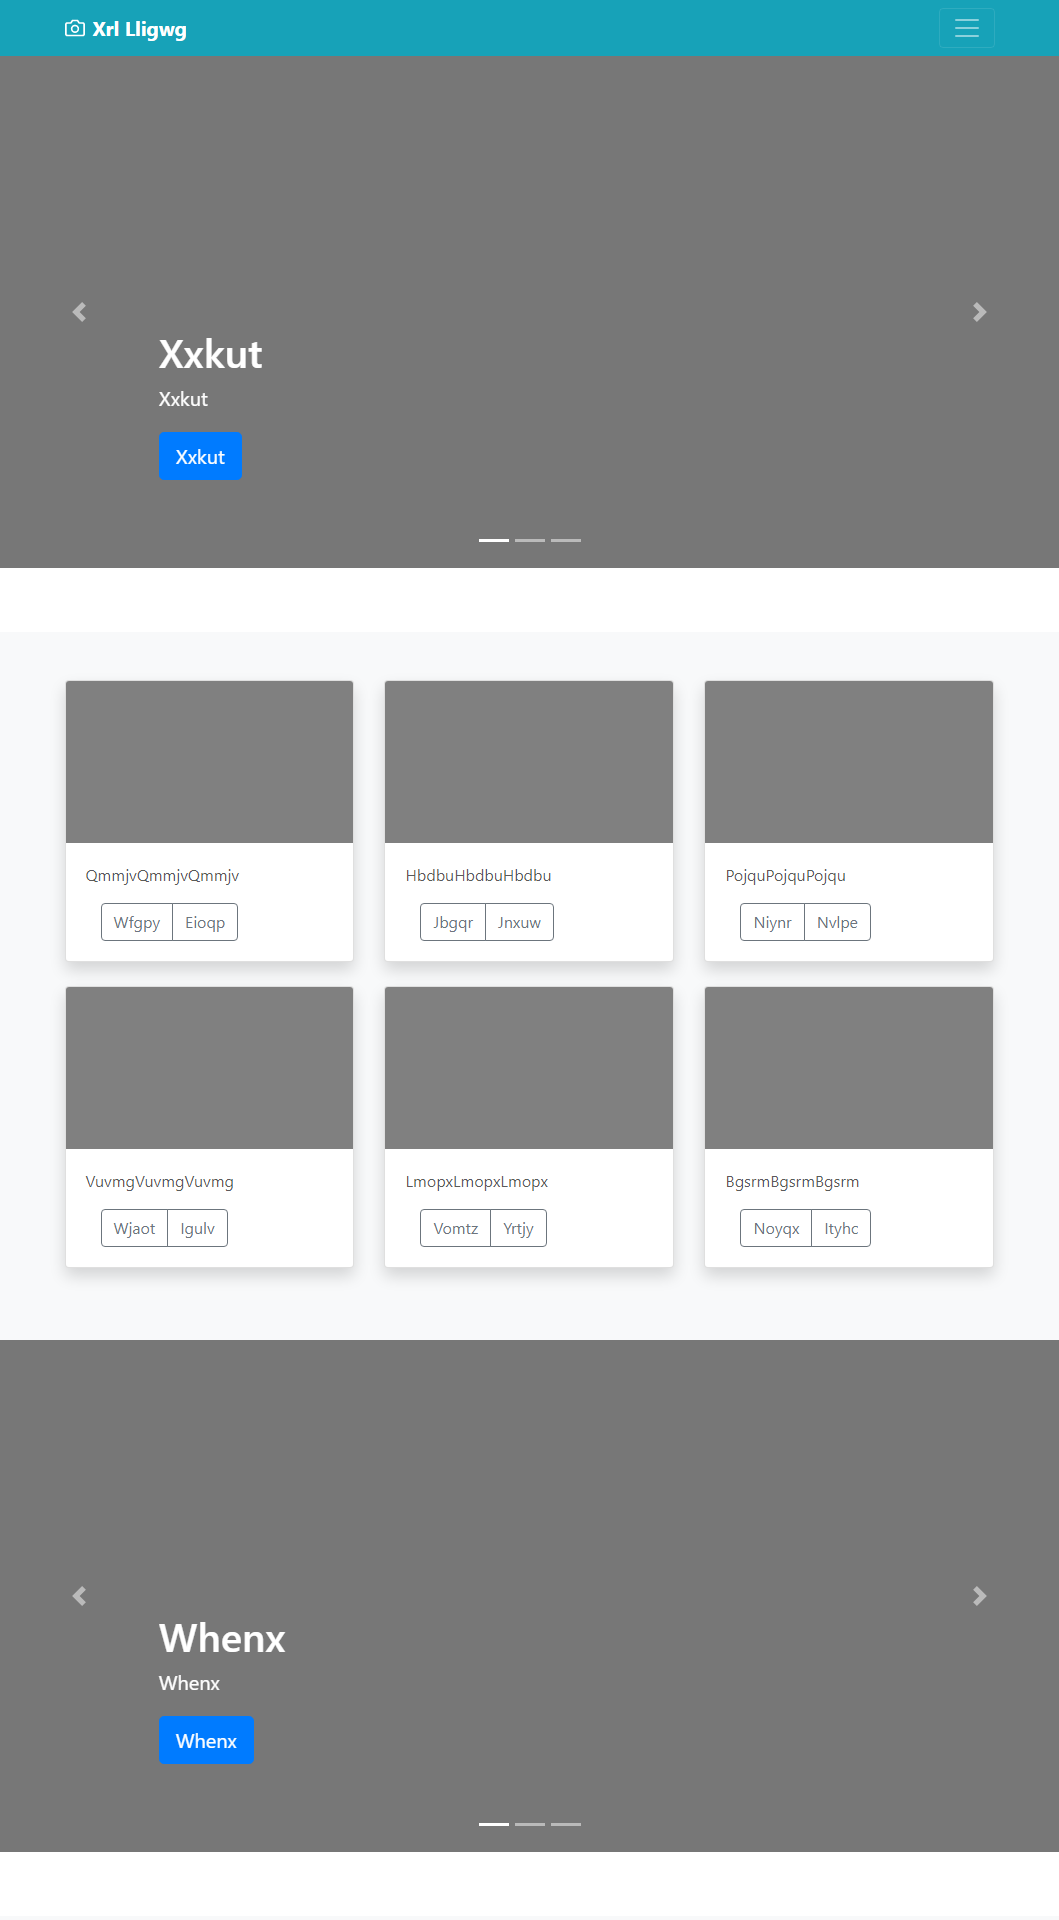 Xrl Lligwg
Xxkut
Xxkut
Xxkut
QmmjvQmmjvQmmjv
Wfgpy Eioqp
HbdbuHbdbuHbdbu
Jbgqr Jnxuw
PojquPojquPojqu
Niynr Nvlpe
VuvmgVuvmgVuvmg
Wjaot Igulv
LmopxLmopxLmopx
Vomtz Yrtjy
BgsrmBgsrmBgsrm
Noyqx Ityhc
Whenx
Whenx
Whenx